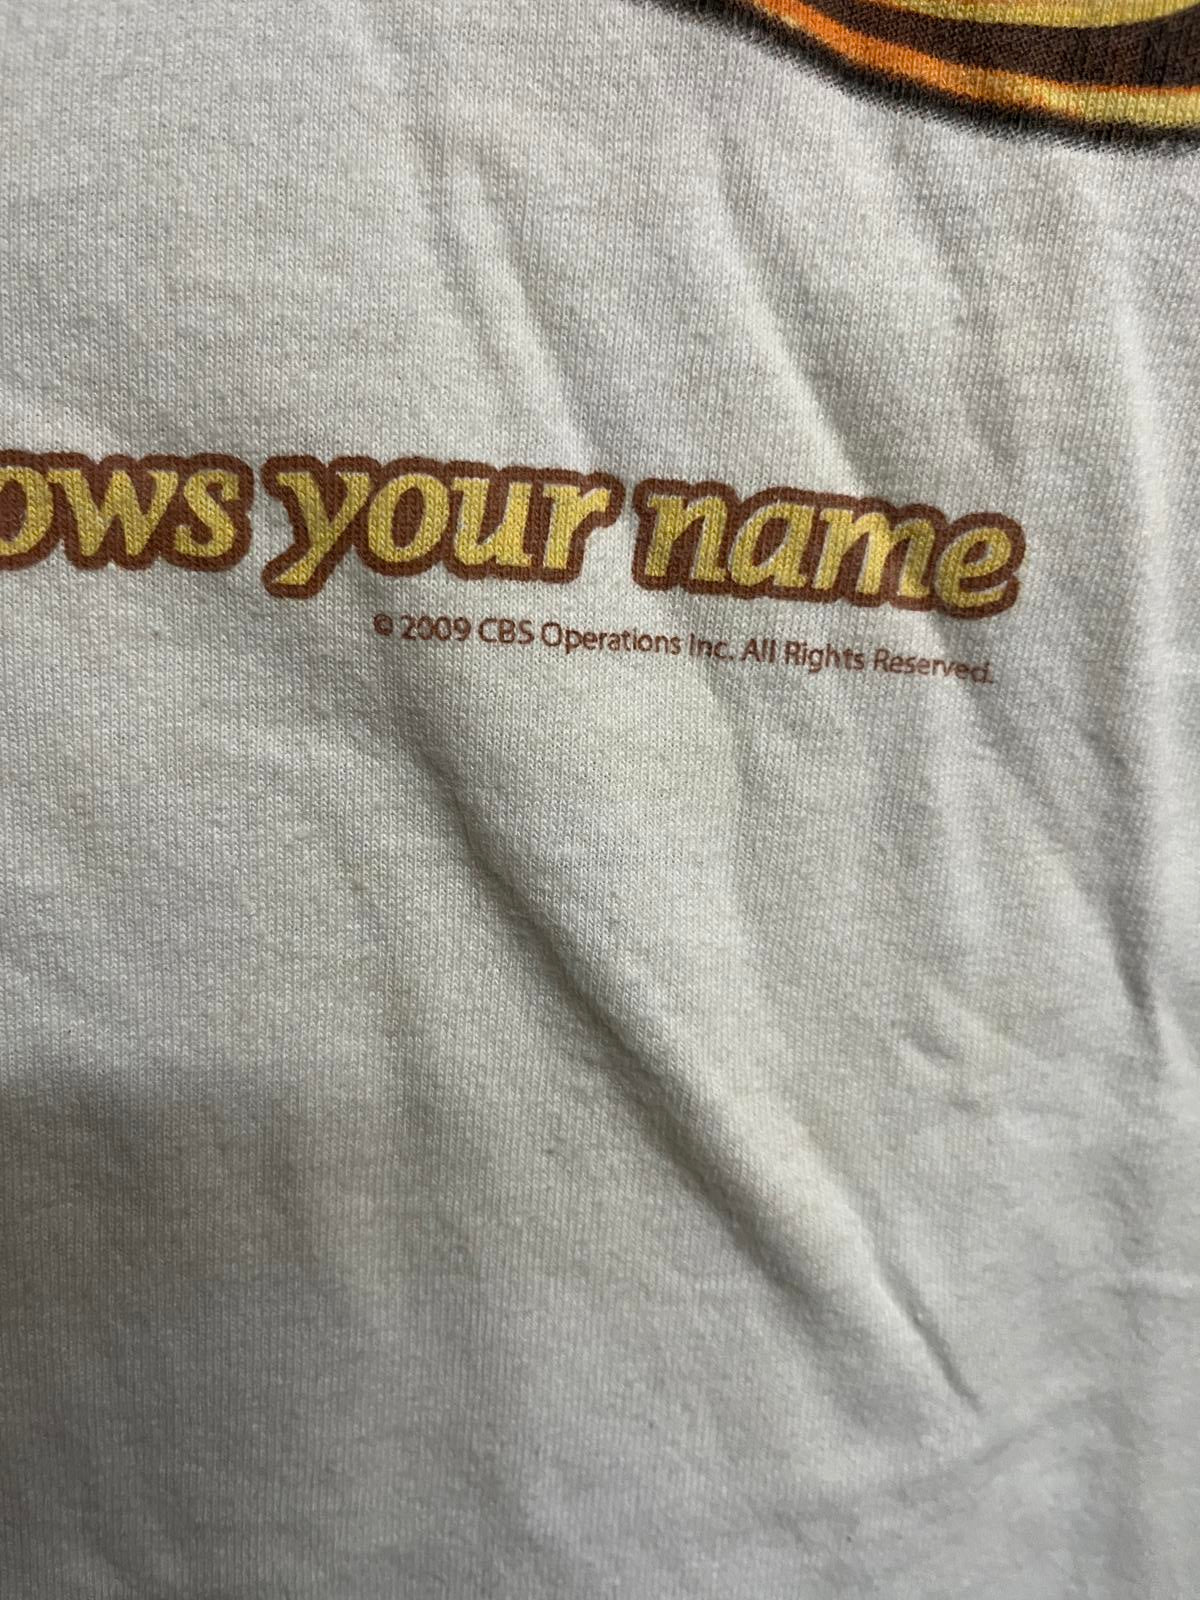 ows your name
© 2009 CBS Operations Inc. All Rights Reserved.